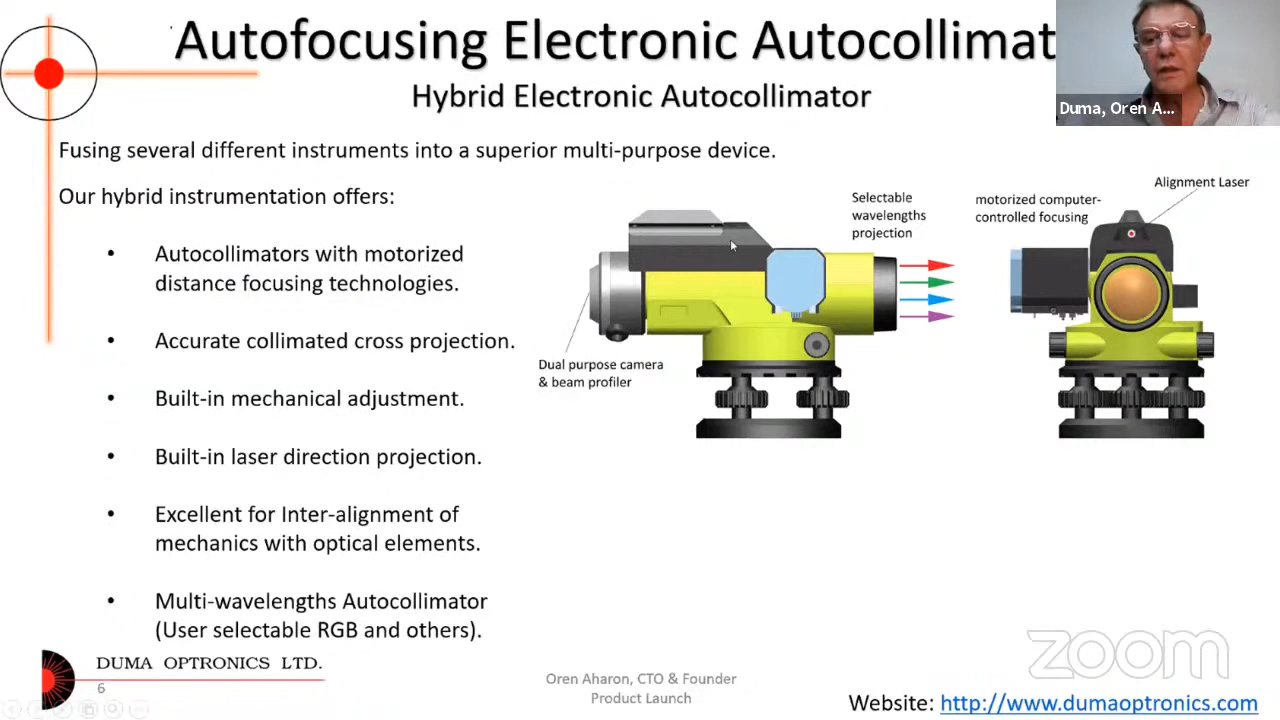 Autofocusing Electronic Autocollimat
Hybrid Electronic Autocollimator
Duma, Oren A...
Fusing several different instruments into a superior multi-purpose device.
Our hybrid instrumentation offers:
• Autocollimators with motorized
distance focusing technologies.
• Accurate collimated cross projection.
• Built-in mechanical adjustment.
• Built-in laser direction projection.
• Excellent for Inter-alignment of
mechanics with optical elements.
• Multi-wavelengths Autocollimator
(User selectable RGB and others).
Selectable
wavelengths
projection
motorized computer-
controlled focusing
Alignment Laser
Dual purpose camera
& beam profiler
DUMA OPTRONICS LTD.
6
Oren Aharon, CTO & Founder
Product Launch
zoom
Website: http://www.dumaoptronics.com